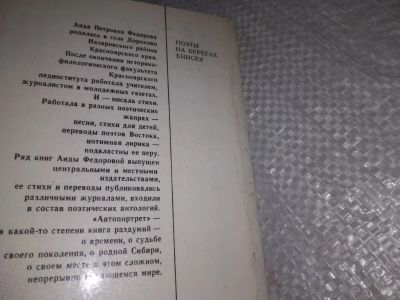 Аида Петровна Федорова
родилась в селе Дорохово
Назаровского района
Красноярского края.
После окончания историко-
филологического факультета
Красноярского
пединститута работала учителем,
журналистом в молодежных газетах.
И — писала стихи.
Работала в разных поэтических
жанрах —
песни, стихи для детей,
переводы поэтов Востока,
интимная лирика —
подвластны ее перу.
Ряд книг Аиды Федоровой выпущен
центральными и местными
издательствами,
ее стихи и переводы публиковались
различными журналами, входили
в состав поэтических антологий.
«Автопортрет» —
в какой-то степени книга раздумий —
о времени, о судьбе
своего поколения, о родной Сибири,
о своем месте в этом сложном,
непрерывно меняющемся мире.
ПОЭТЫ
НА БЕРЕГАХ
ЕНИСЕЯ